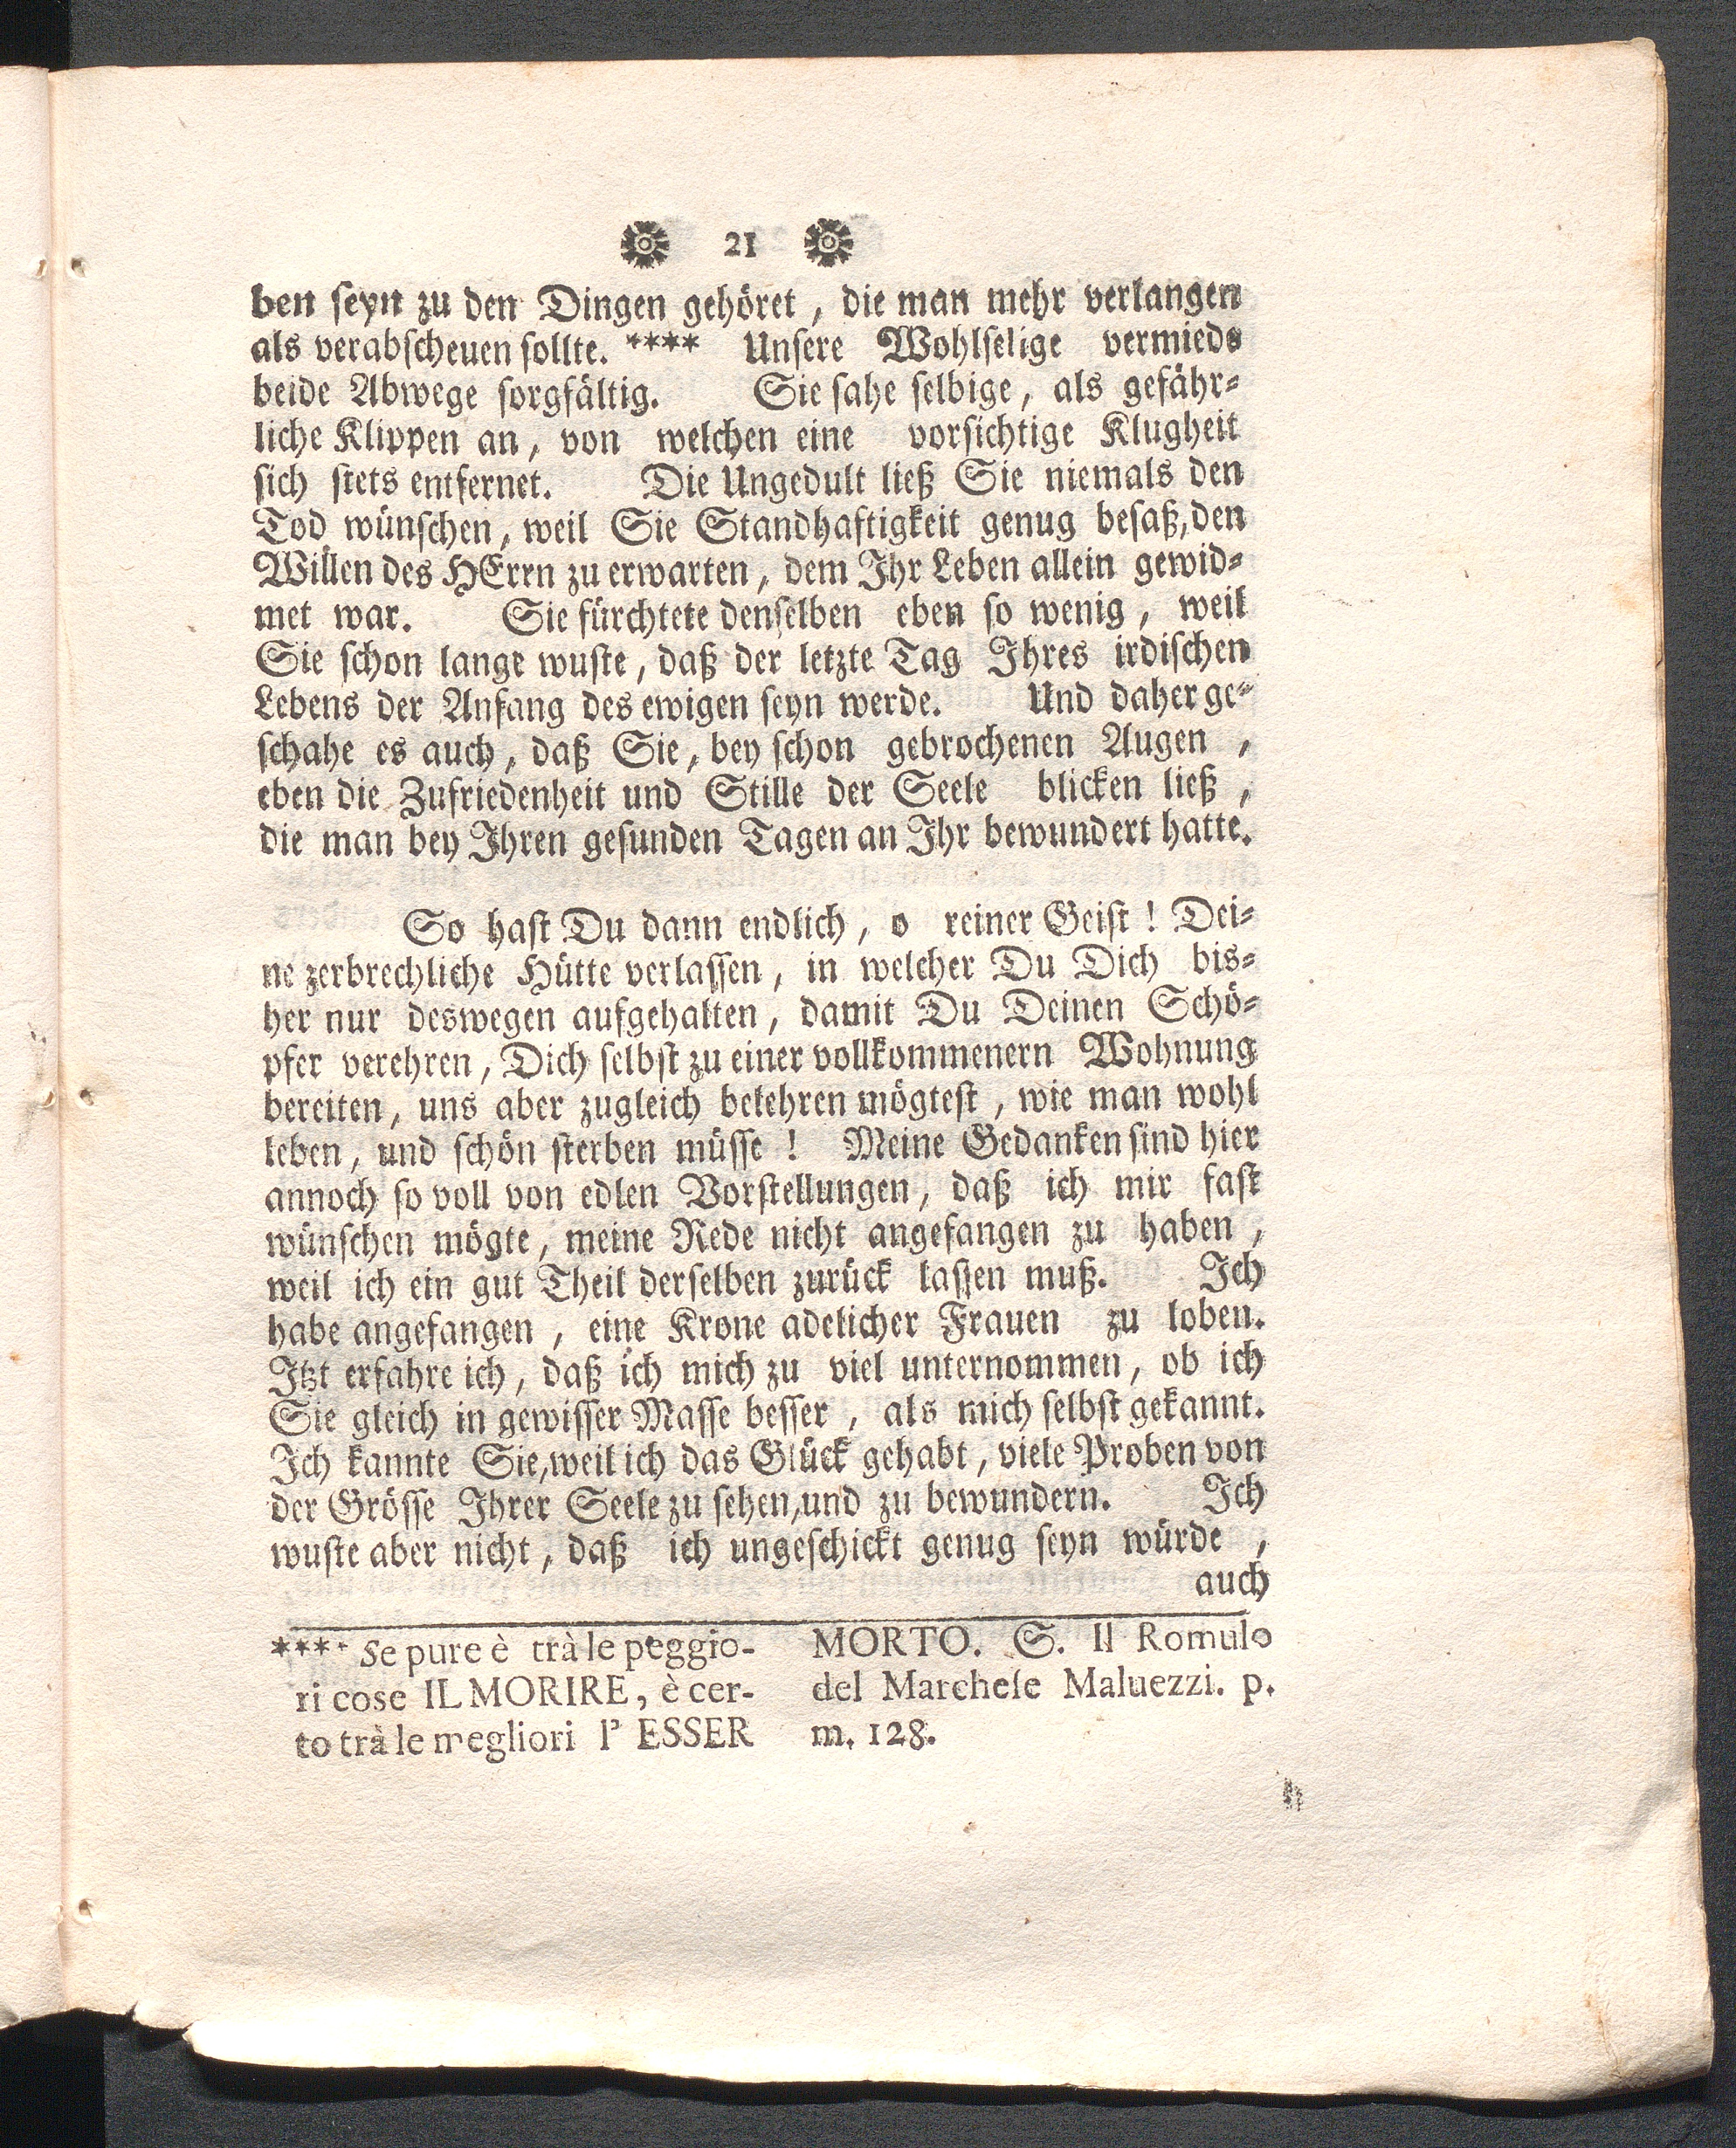 21
ben seyn zu den Dingen gehöret, die man mehr verlangen
als verabscheuen sollte. **** Unsere Wohlselige vermiede
beide Abwege sorgfältig. Sie sahe selbige, als gefähr-
liche Klippen an, von welchen eine vorsichtige Klugheit
sich stets entfernet. Die Ungedult ließ Sie niemals den
Tod wünschen, weil Sie Standhaftigkeit genug besaß, den
Willen des HErrn zu erwarten, dem Ihr Leben allein gewid-
met war. Sie fürchtete denselben eben so wenig, weil
Sie schon lange wuste, daß der letzte Tag Ihres irdischen
Lebens der Anfang des ewigen seyn werde. Und daher ge-
schahe es auch, daß Sie, bey schon gebrochenen Augen,
eben die Zufriedenheit und Stille der Seele blicken ließ,
die man bey Ihren gesunden Tagen an Ihr bewundert hatte.
So hast Du dann endlich, o reiner Geist! Dei-
ne zerbrechliche Hütte verlassen, in welcher Du Dich bis-
her nur deswegen aufgehalten, damit Du Deinen Schö-
pfer verehren, Dich selbst zu einer vollkommenern Wohnung
bereiten, uns aber zugleich belehren mögtest, wie man wohl
leben, und schön sterben müsse! Meine Gedanken sind hier
annoch so voll von edlen Vorstellungen, daß ich mir fast
wünschen mögte, meine Rede nicht angefangen zu haben,
weil ich ein gut Theil derselben zurück lassen muß. Ich
habe angefangen, eine Krone adelicher Frauen zu loben.
Itzt erfahre ich, daß ich mich zu viel unternommen, ob ich
Sie gleich in gewisser Masse besser, als mich selbst gekannt.
Ich kannte Sie, weil ich das Glück gehabt, viele Proben von
der Grösse Ihrer Seele zu sehen, und zu bewundern. Ich
wuste aber nicht, daß ich ungeschickt genug seyn würde,
auch
**** Se pure è trà le peggio-
ri cose IL MORIRE, è cer-
to trà le megliori l' ESSER
MORTO. S. Il Romulo
del Marchese Maluezzi. p.
m. 128.